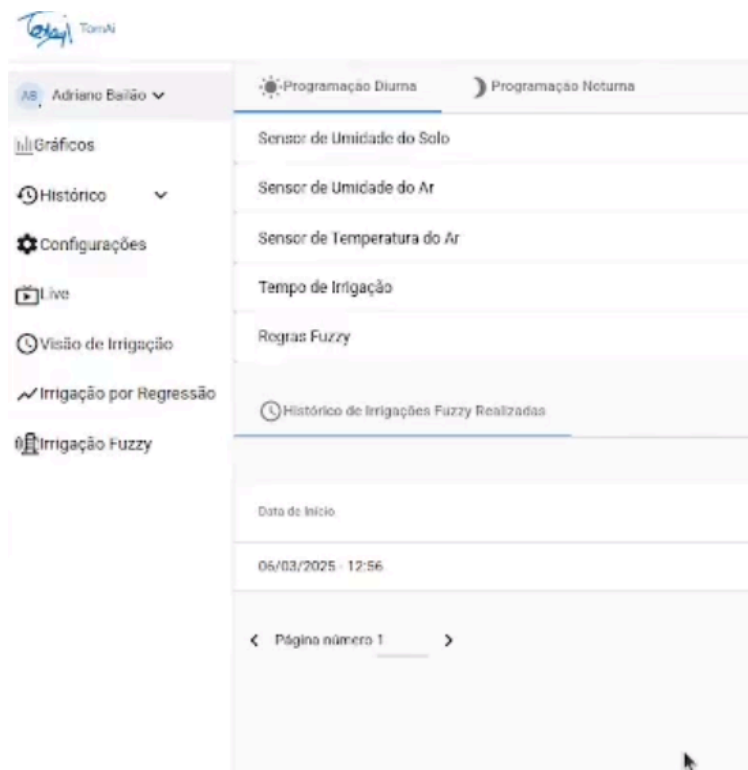 TomAi
AB Adriano Bailão
Gráficos
Histórico
Configurações
Live
Visão de Irrigação
Irrigação por Regressão
Irrigação Fuzzy
Programação Diurna
Programação Noturna
Sensor de Umidade do Solo
Sensor de Umidade do Ar
Sensor de Temperatura do Ar
Tempo de Irrigação
Regras Fuzzy
Histórico de Irrigações Fuzzy Realizadas
Data de Início
06/03/2025 - 12:56
Página número 1